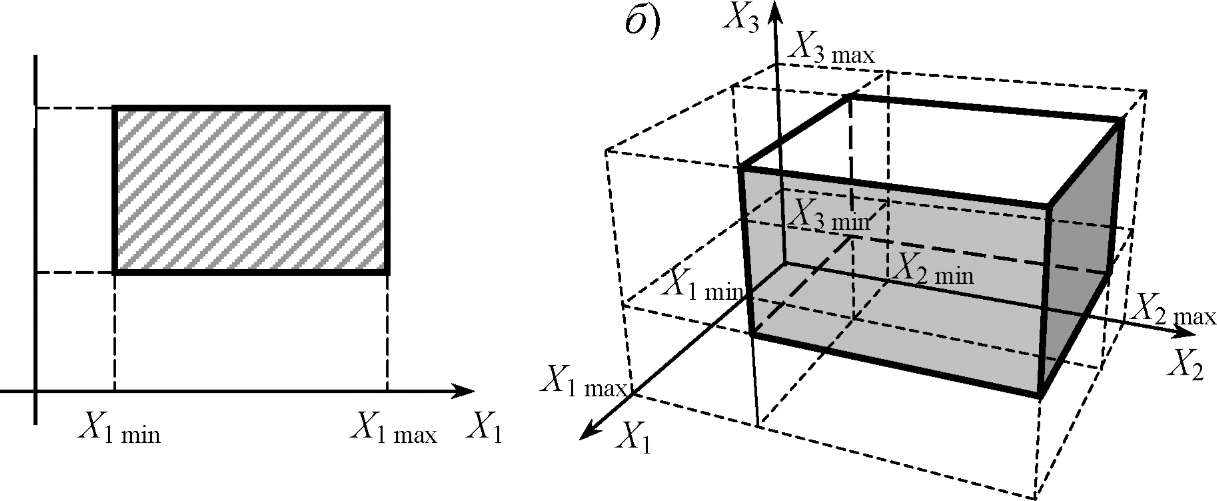 б)
X3
X3 max
X3 min
X1 min
X2 min
X2 max
X2
X1 max
X1
X1 min
X1 max
X1